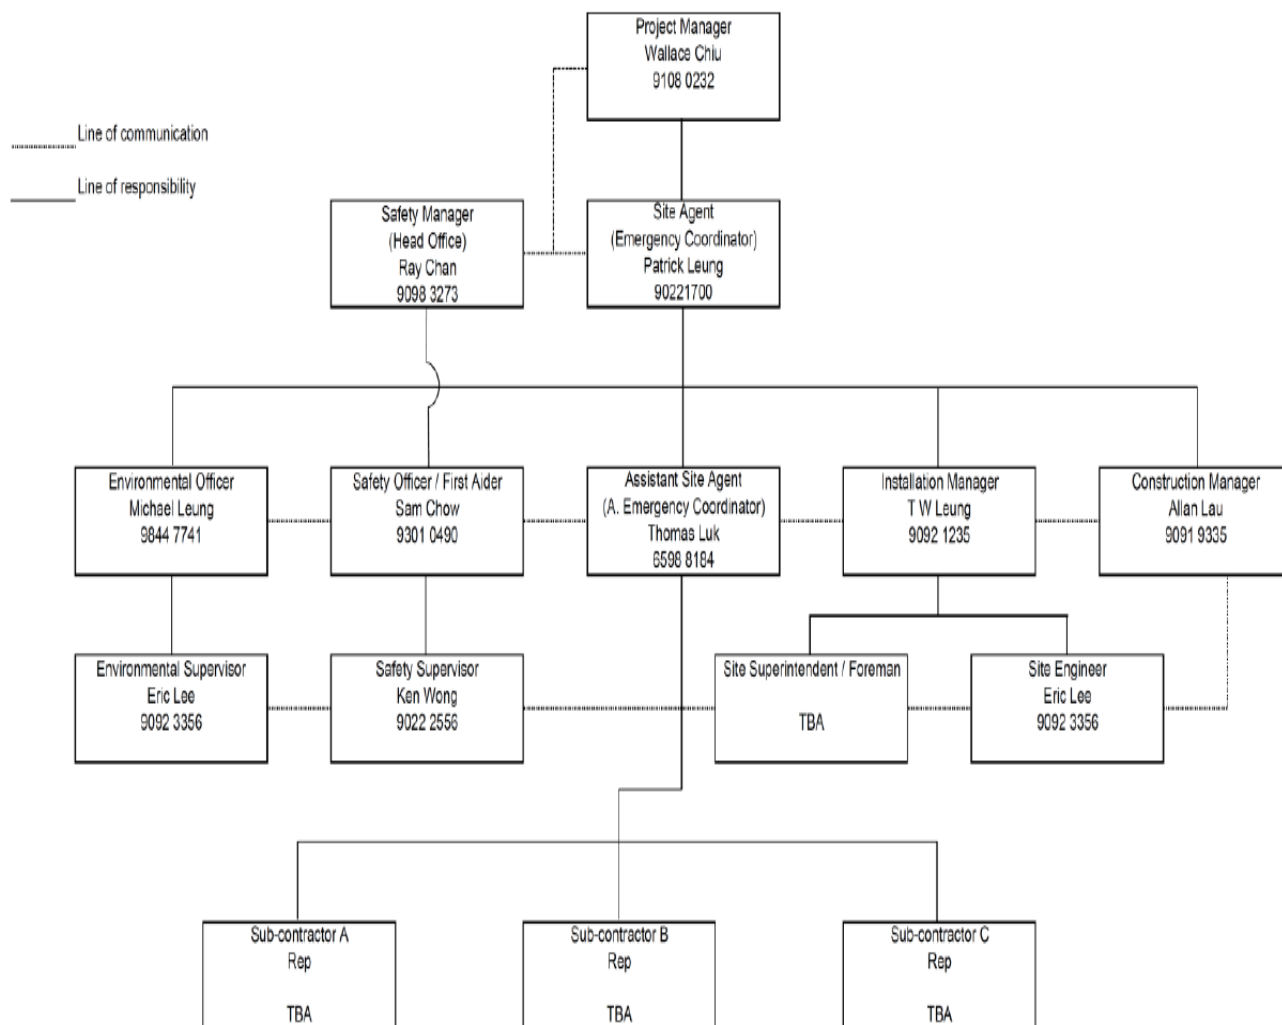 Project Manager
Wallace Chiu
9108 0232
Line of communication
Line of responsibility
Safety Manager
(Head Office)
Ray Chan
9098 3273
Site Agent
(Emergency Coordinator)
Patrick Leung
90221700
Environmental Officer
Michael Leung
9844 7741
Safety Officer / First Aider
Sam Chow
9301 0490
Assistant Site Agent
(A. Emergency Coordinator)
Thomas Luk
6598 8184
Installation Manager
T W Leung
9092 1235
Construction Manager
Allan Lau
9091 9335
Environmental Supervisor
Eric Lee
9092 3356
Safety Supervisor
Ken Wong
9022 2556
Site Superintendent / Foreman
TBA
Site Engineer
Eric Lee
9092 3356
Sub-contractor A
Rep
TBA
Sub-contractor B
Rep
TBA
Sub-contractor C
Rep
TBA